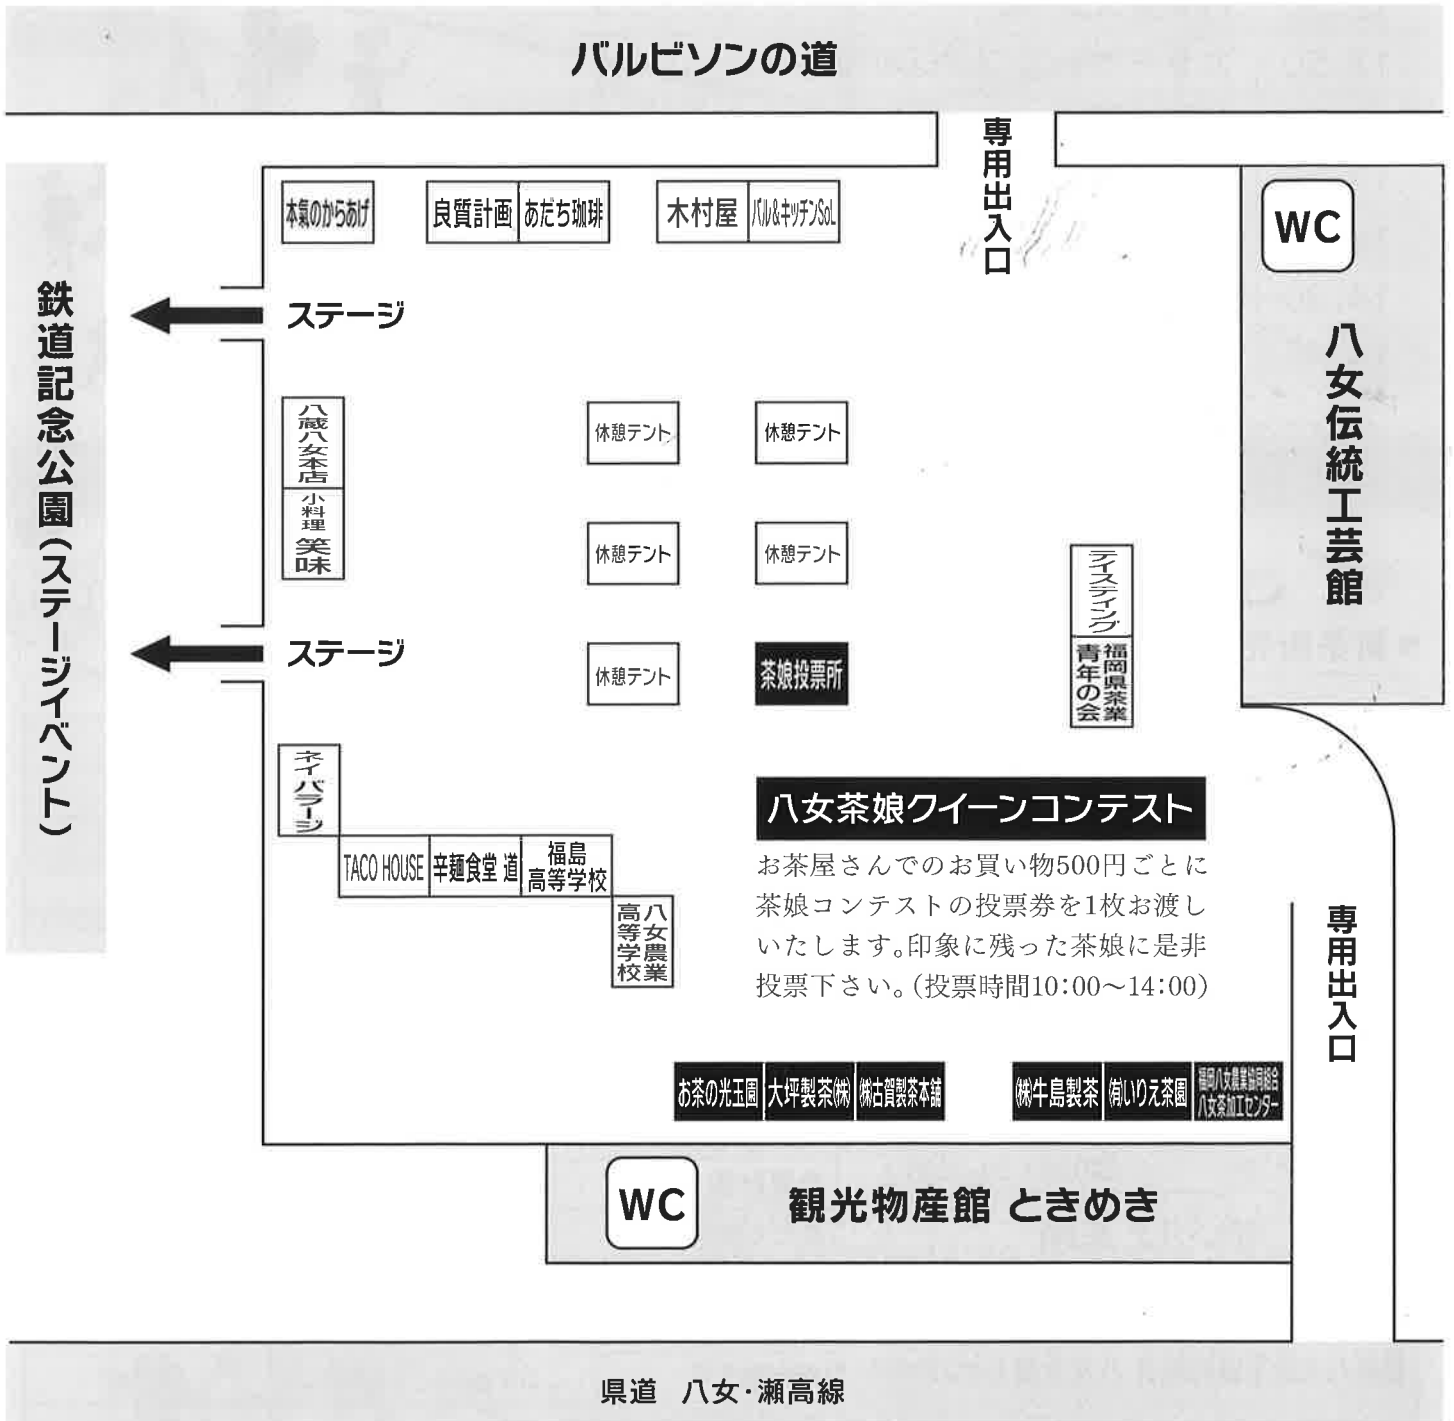 バルビソンの道
専用出入口
本氣のからあげ
良質計画
あだち珈琲
木村屋
バル&キッチンSoL
WC
八女伝統工芸館
鉄道記念公園(ステージイベント)
ステージ
八蔵八女本店
小料理 笑味
休憩テント
休憩テント
休憩テント
休憩テント
ステージ
休憩テント
茶娘投票所
テイスティング
福岡県茶業
青年の会
ネイバラージ
TACO HOUSE
辛麺食堂 道
福島
高等学校
八女農業
高等学校
八女茶娘クイーンコンテスト
お茶屋さんでのお買い物500円ごとに
茶娘コンテストの投票券を1枚お渡し
いたします。印象に残った茶娘に是非
投票下さい。(投票時間10:00〜14:00)
専用出入口
お茶の光玉園
大坪製茶㈱
㈱古賀製茶本舗
㈱牛島製茶
㈲いりえ茶園
福岡八女農業協同組合
八女茶加工センター
WC
観光物産館 ときめき
県道 八女・瀬高線